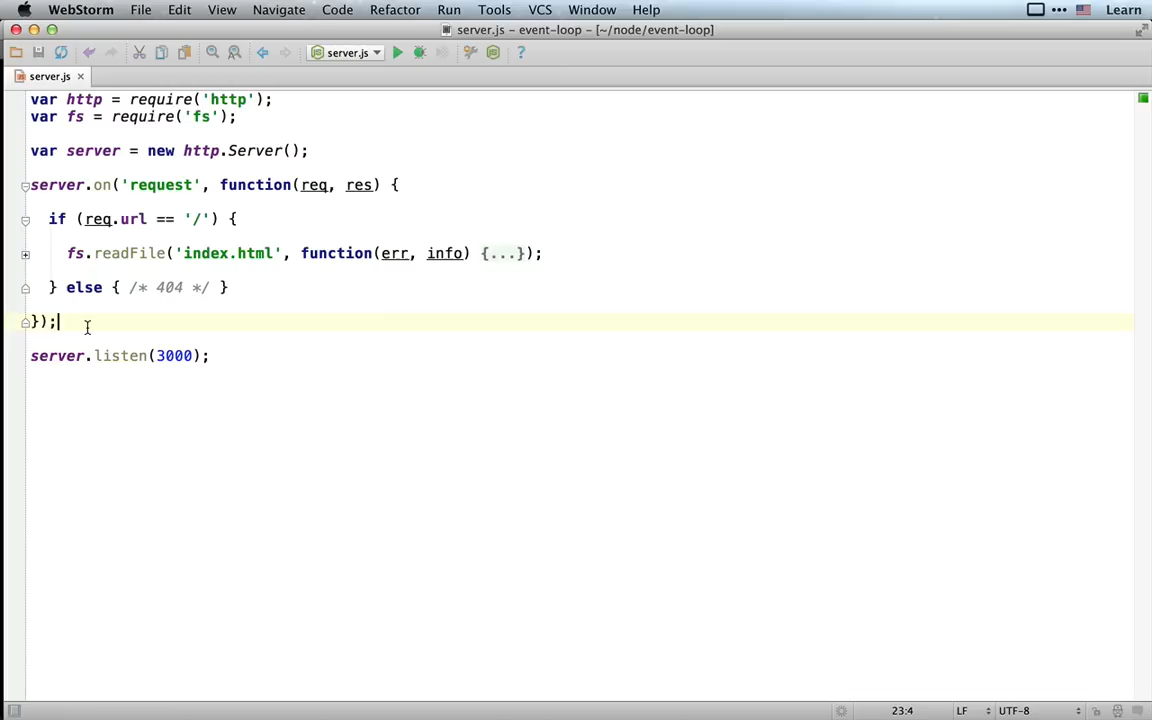 WebStorm File Edit View Navigate Code Refactor Run Tools VCS Window Help Learn
server.js – event-loop – [~/node/event-loop]
server.js
server.js
var http = require('http');
var fs = require('fs');
var server = new http.Server();
server.on('request', function(req, res) {
if (req.url == '/') {
fs.readFile('index.html', function(err, info) {...});
} else { /* 404 */ }
});
server.listen(3000);
23:4 LF UTF-8